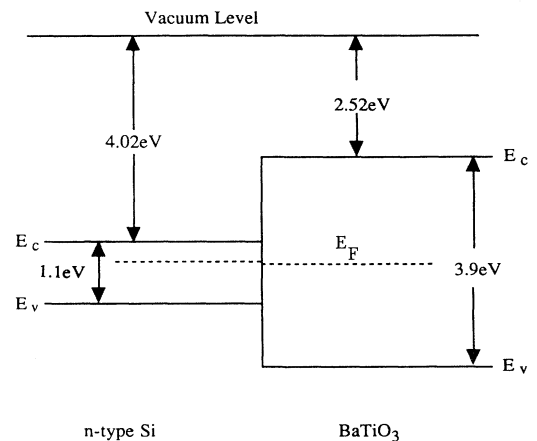 Vacuum Level
2.52eV
4.02eV
E c
E c
E F
1.1eV
3.9eV
E v
E v
n-type Si
BaTiO3